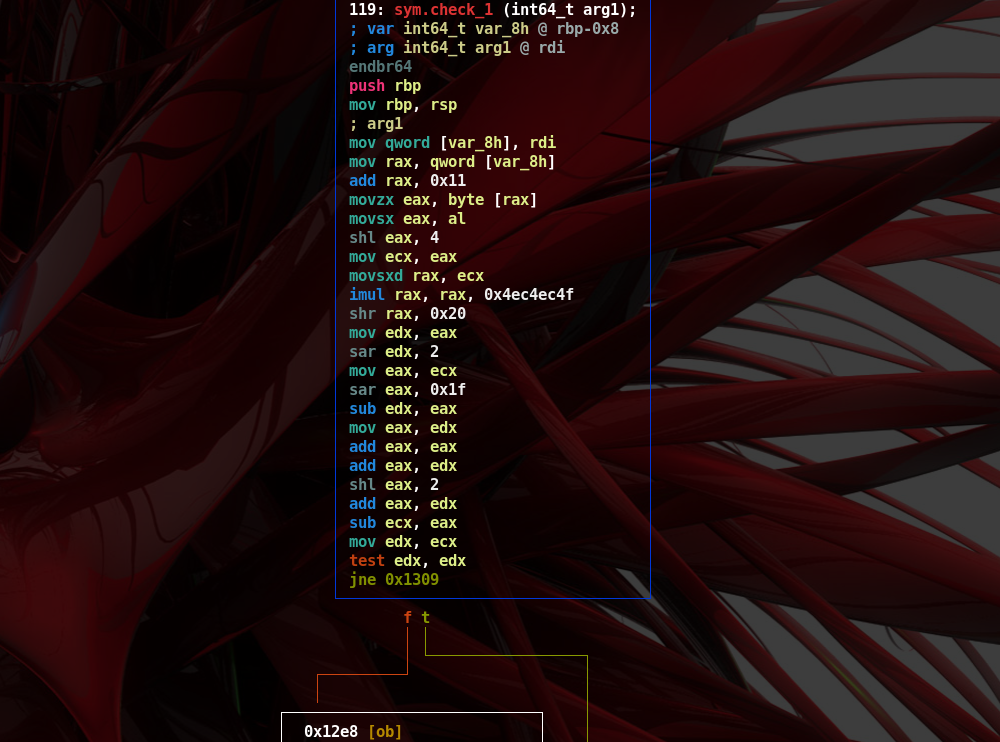 119: sym.check_1 (int64_t arg1);
; var int64_t var_8h @ rbp-0x8
; arg int64_t arg1 @ rdi
endbr64
push rbp
mov rbp, rsp
; arg1
mov qword [var_8h], rdi
mov rax, qword [var_8h]
add rax, 0x11
movzx eax, byte [rax]
movsx eax, al
shl eax, 4
mov ecx, eax
movsxd rax, ecx
imul rax, rax, 0x4ec4ec4f
shr rax, 0x20
mov edx, eax
sar edx, 2
mov eax, ecx
sar eax, 0x1f
sub edx, eax
mov eax, edx
add eax, eax
add eax, edx
shl eax, 2
add eax, edx
sub ecx, eax
mov edx, ecx
test edx, edx
jne 0x1309
f t
0x12e8 [ob]